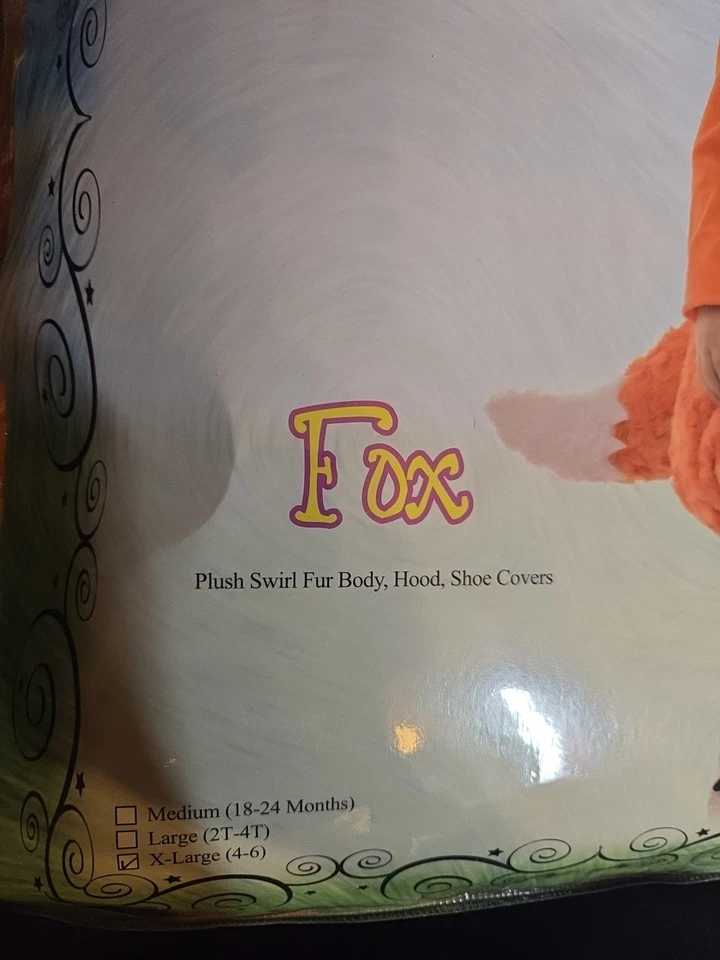 Fox
Plush Swirl Fur Body, Hood, Shoe Covers
Medium (18-24 Months)
Large (2T-4T)
X-Large (4-6)